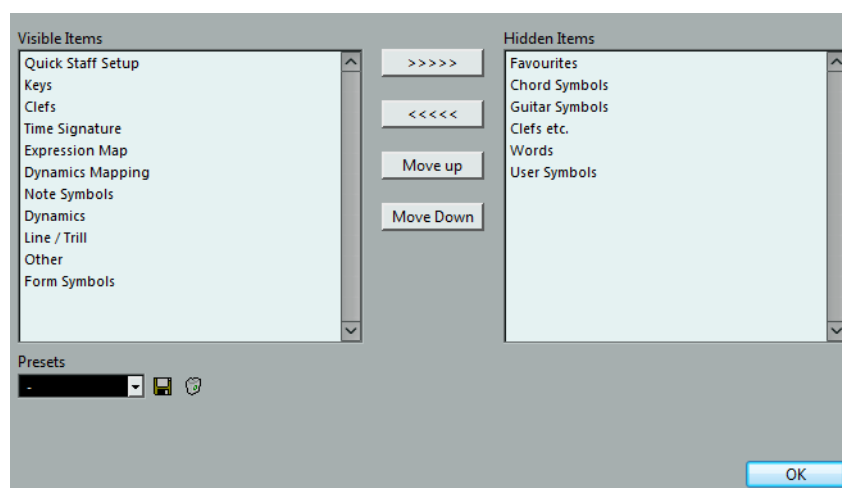 Visible Items
Quick Staff Setup
Keys
Clefs
Time Signature
Expression Map
Dynamics Mapping
Note Symbols
Dynamics
Line / Trill
Other
Form Symbols
>>>>>
<<<<<
Move up
Move Down
Hidden Items
Favourites
Chord Symbols
Guitar Symbols
Clefs etc.
Words
User Symbols
Presets
-
OK